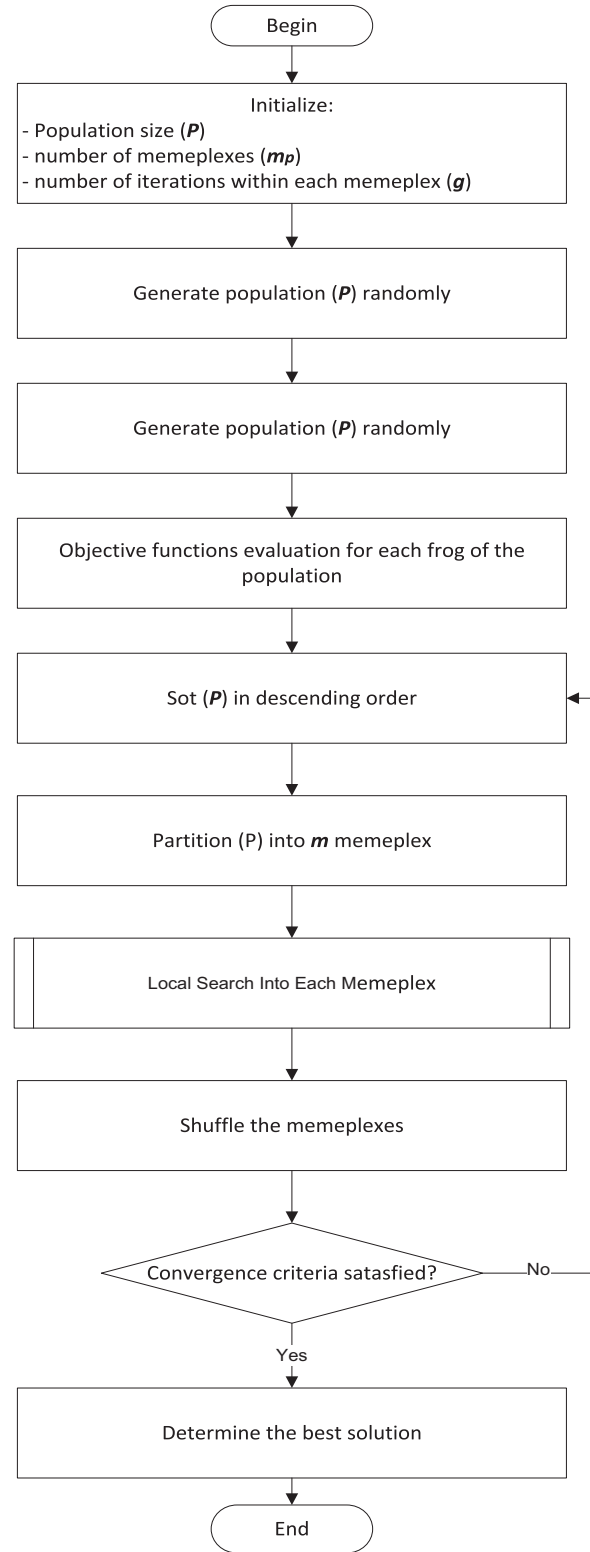 Begin
Initialize:
- Population size (P)
- number of memeplexes (mp)
- number of iterations within each memeplex (g)
Generate population (P) randomly
Generate population (P) randomly
Objective functions evaluation for each frog of the
population
Sot (P) in descending order
Partition (P) into m memeplex
Local Search Into Each Memeplex
Shuffle the memeplexes
Convergence criteria satasfied?
No
Yes
Determine the best solution
End